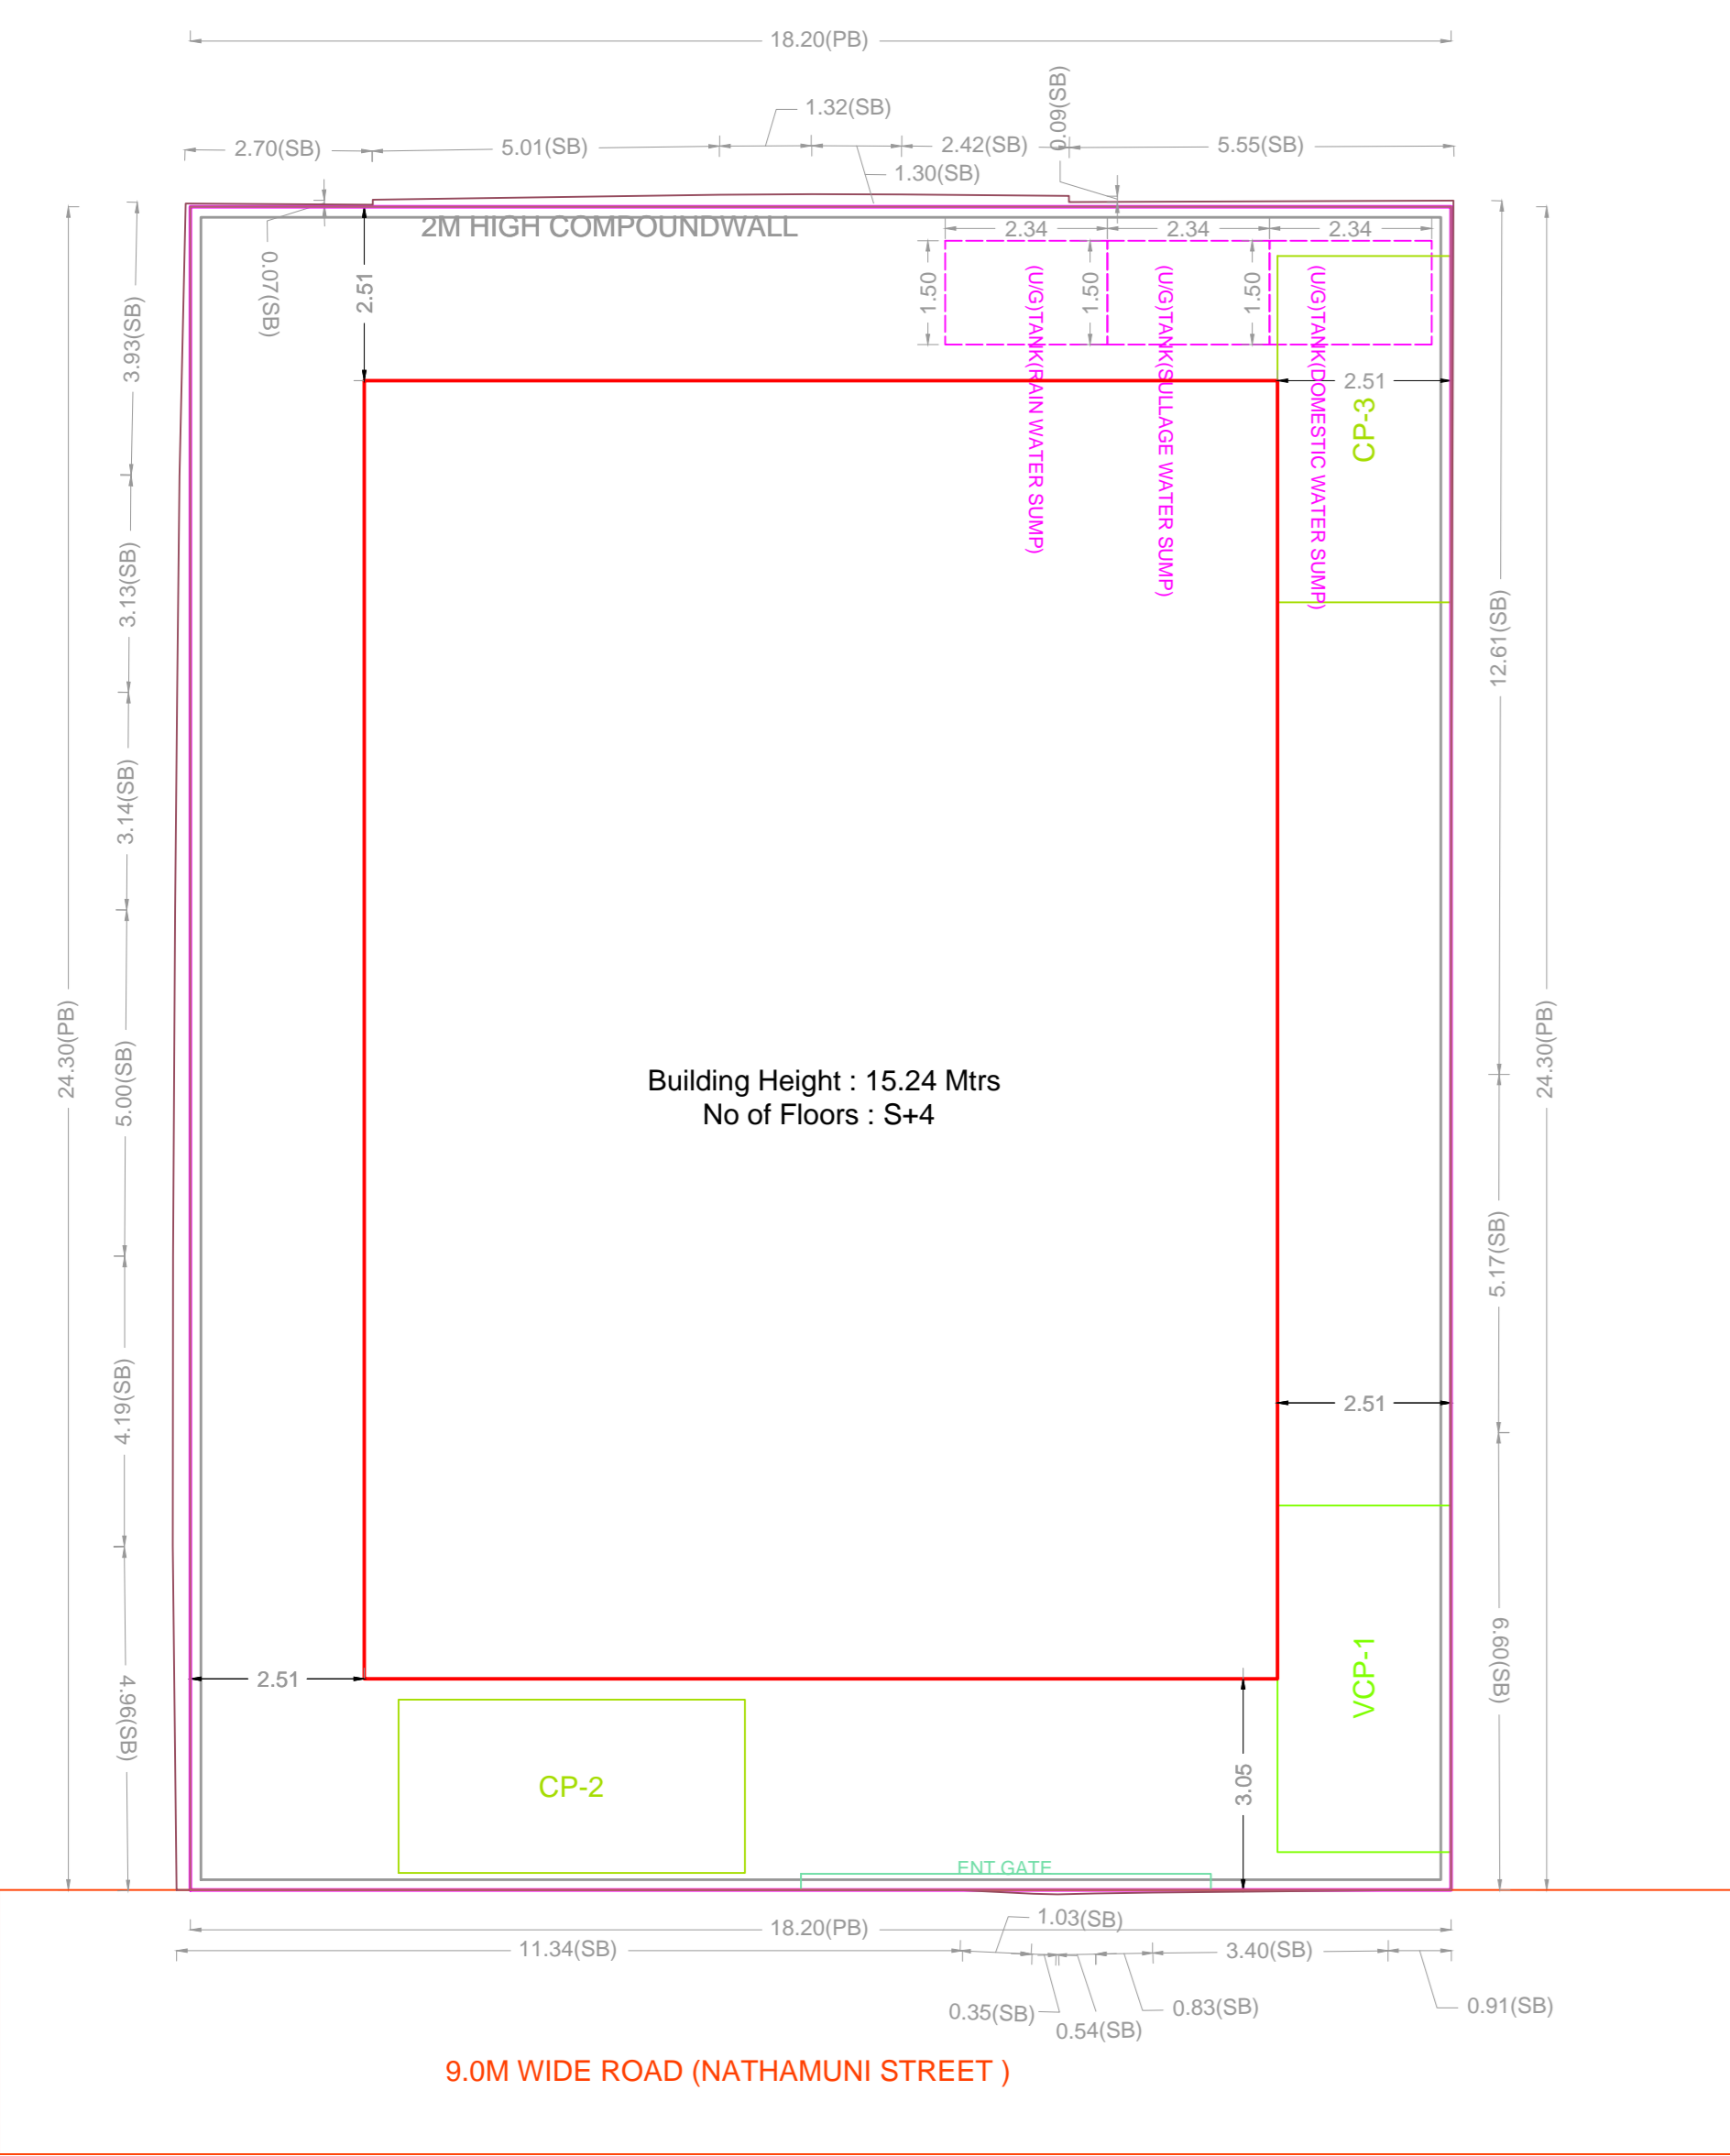 18.20(PB)
1.32(SB)
0.09(SB)
2.70(SB)
5.01(SB)
2.42(SB)
5.55(SB)
1.30(SB)
2M HIGH COMPOUNDWALL
2.34
2.34
2.34
0.07(SB)
2.51
1.50
1.50
1.50
(U/G)TANK(RAIN WATER SUMP)
(U/G)TANK(SULLAGE WATER SUMP)
(U/G)TANK(DOMESTIC WATER SUMP)
3.93(SB)
2.51
CP-3
3.13(SB)
12.61(SB)
3.14(SB)
24.30(PB)
5.00(SB)
24.30(PB)
Building Height : 15.24 Mtrs
No of Floors : S+4
5.17(SB)
4.19(SB)
2.51
2.51
4.96(SB)
VCP-1
6.60(SB)
CP-2
3.05
ENT GATE
18.20(PB)
1.03(SB)
11.34(SB)
3.40(SB)
0.35(SB)
0.83(SB)
0.91(SB)
0.54(SB)
9.0M WIDE ROAD (NATHAMUNI STREET )